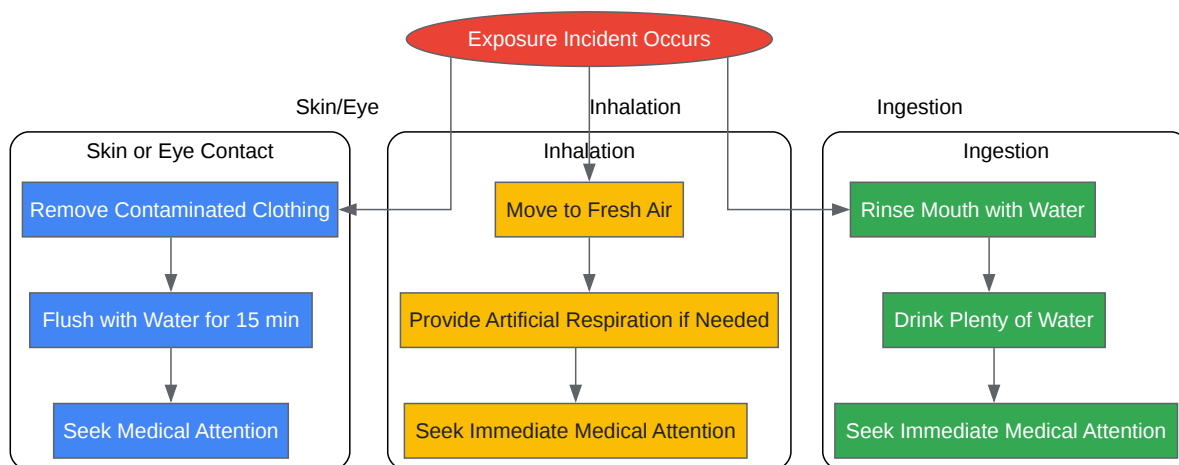 Exposure Incident Occurs
Skin/Eye
Inhalation
Ingestion
Skin or Eye Contact
Remove Contaminated Clothing
Flush with Water for 15 min
Seek Medical Attention
Inhalation
Move to Fresh Air
Provide Artificial Respiration if Needed
Seek Immediate Medical Attention
Ingestion
Rinse Mouth with Water
Drink Plenty of Water
Seek Immediate Medical Attention